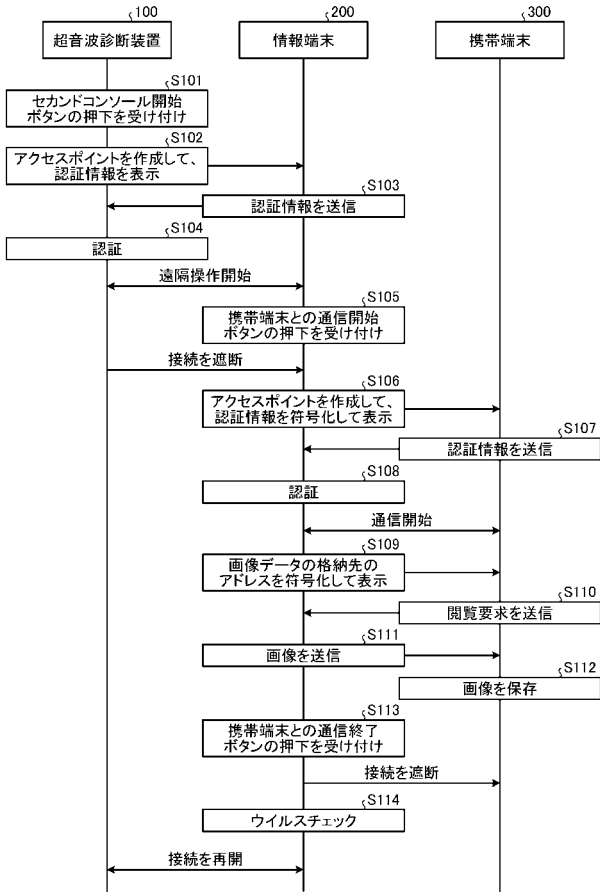 100
200
300
超音波診断装置
情報端末
携帯端末
S101
セカンドコンソール開始
ボタンの押下を受け付け
S102
アクセスポイントを作成して、
認証情報を表示
S103
認証情報を送信
S104
認証
遠隔操作開始
S105
携帯端末との通信開始
ボタンの押下を受け付け
接続を遮断
S106
アクセスポイントを作成して、
認証情報を符号化して表示
S107
認証情報を送信
S108
認証
通信開始
S109
画像データの格納先の
アドレスを符号化して表示
S110
閲覧要求を送信
S111
画像を送信
S112
画像を保存
S113
携帯端末との通信終了
ボタンの押下を受け付け
接続を遮断
S114
ウイルスチェック
接続を再開